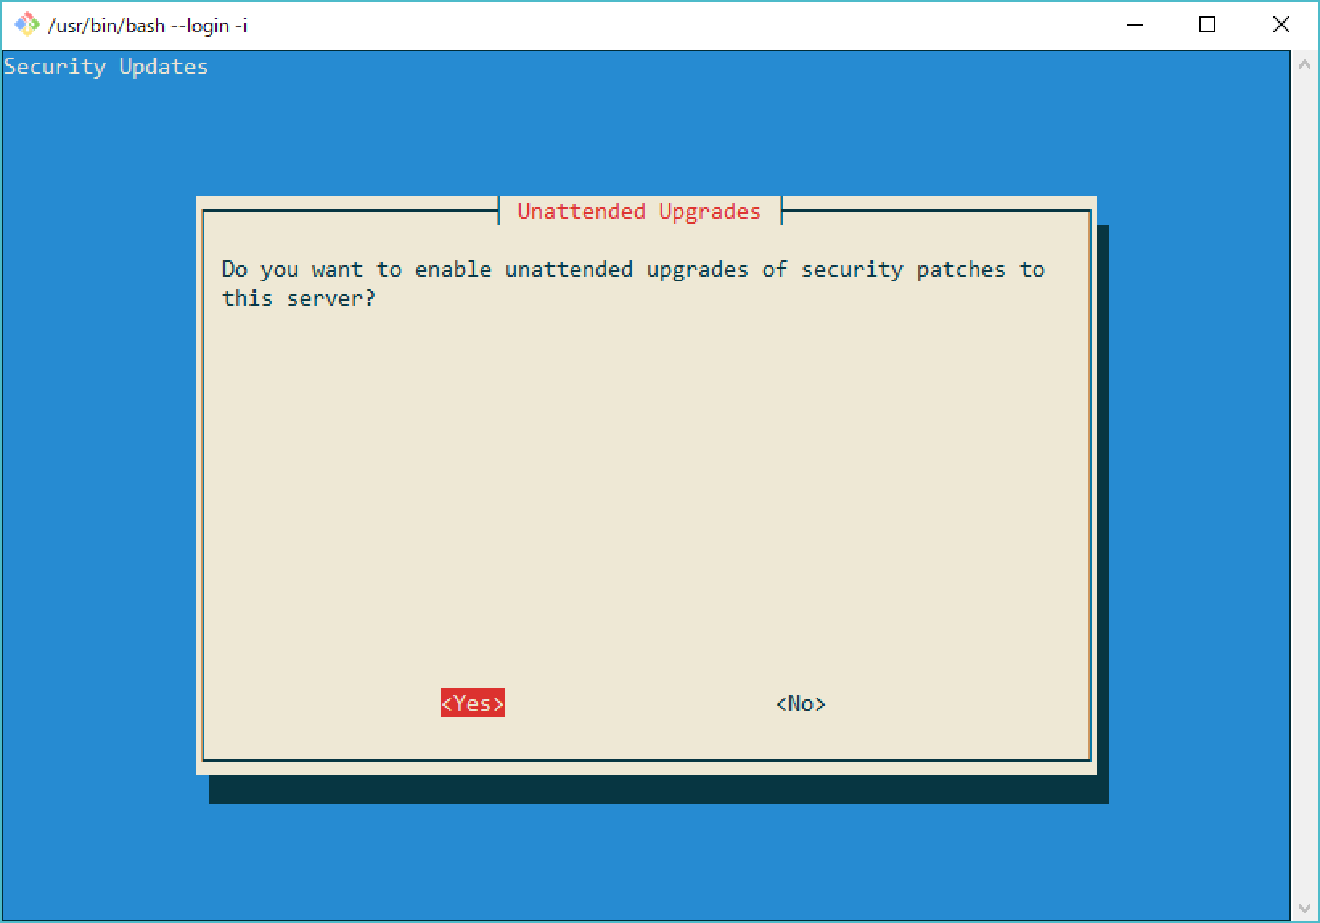 /usr/bin/bash --login -i
Security Updates
Unattended Upgrades
Do you want to enable unattended upgrades of security patches to
this server?
<Yes> <No>